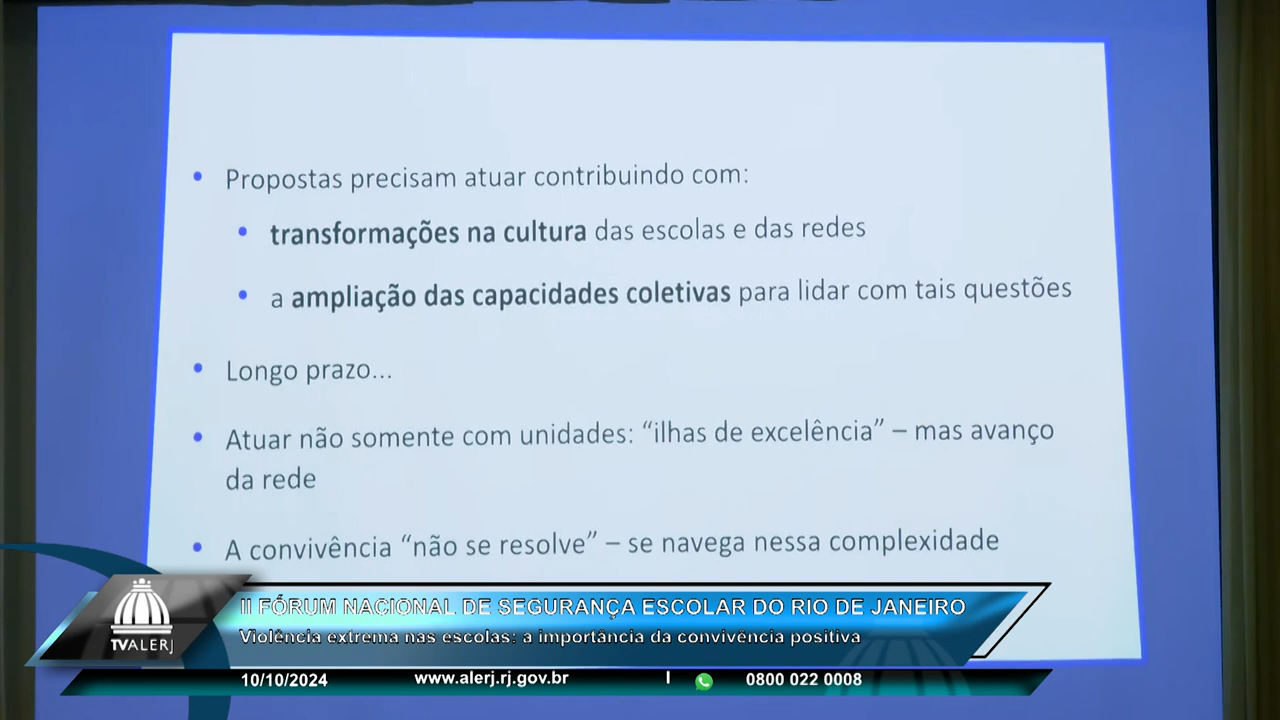 • Propostas precisam atuar contribuindo com:
• transformações na cultura das escolas e das redes
• a ampliação das capacidades coletivas para lidar com tais questões
• Longo prazo...
• Atuar não somente com unidades: “ilhas de excelência” – mas avanço
da rede
• A convivência “não se resolve” – se navega nessa complexidade
II FÓRUM NACIONAL DE SEGURANÇA ESCOLAR DO RIO DE JANEIRO
Violência extrema nas escolas: a importância da convivência positiva
TVALERJ
10/10/2024 www.alerj.rj.gov.br | 0800 022 0008